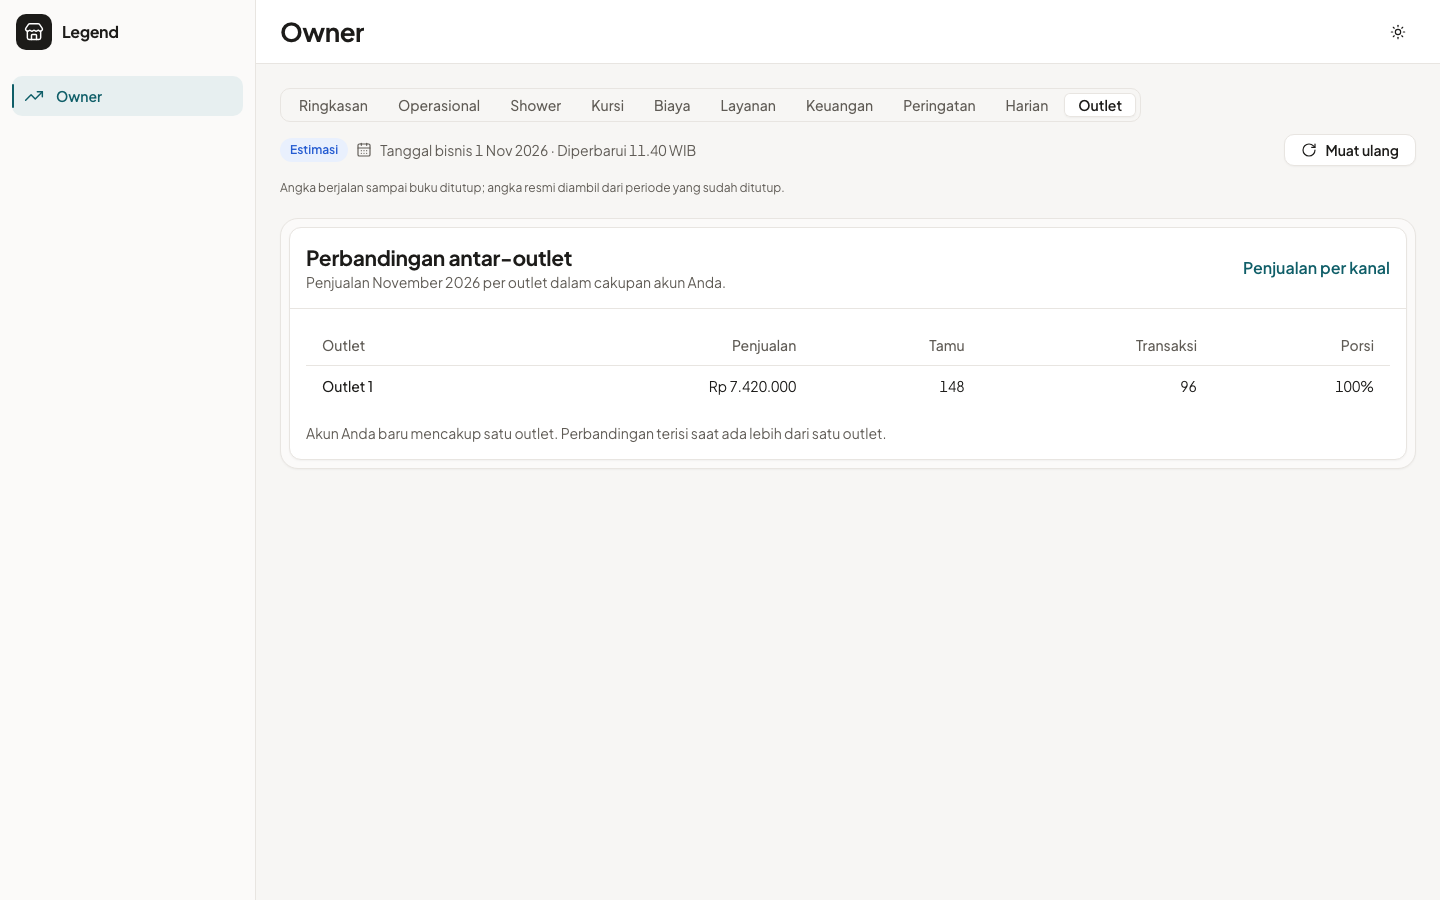 Legend
Owner
Owner
Ringkasan Operasional Shower Kursi Biaya Layanan Keuangan Peringatan Harian Outlet
Estimasi Tanggal bisnis 1 Nov 2026 · Diperbarui 11.40 WIB Muat ulang
Angka berjalan sampai buku ditutup; angka resmi diambil dari periode yang sudah ditutup.
Perbandingan antar-outlet
Penjualan November 2026 per outlet dalam cakupan akun Anda.
Penjualan per kanal
Outlet Penjualan Tamu Transaksi Porsi
Outlet 1 Rp 7.420.000 148 96 100%
Akun Anda baru mencakup satu outlet. Perbandingan terisi saat ada lebih dari satu outlet.